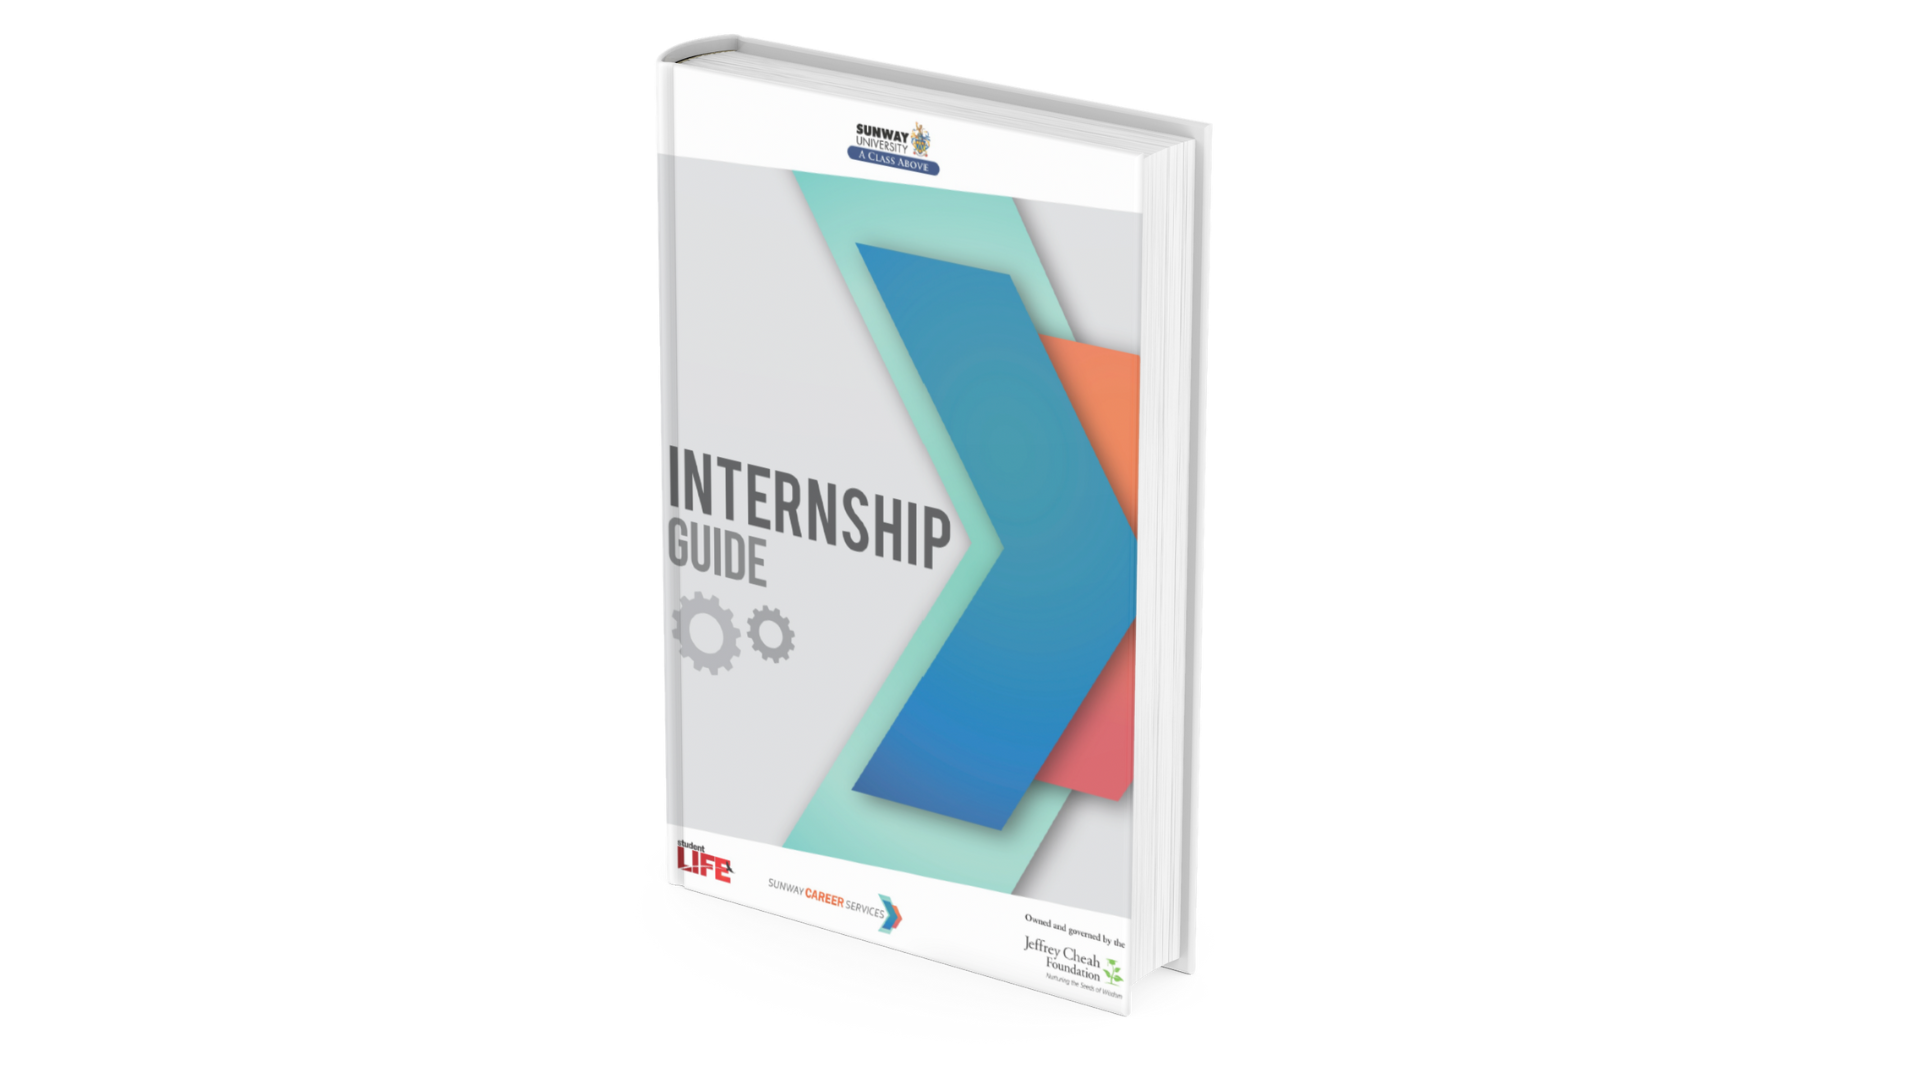 SUNWAY
UNIVERSITY
A CLASS ABOVE
INTERNSHIP
GUIDE
student
LIFE
SUNWAY CAREER SERVICES
Owned and governed by the
Jeffrey Cheah
Foundation
Nurturing the Seeds of Wisdom